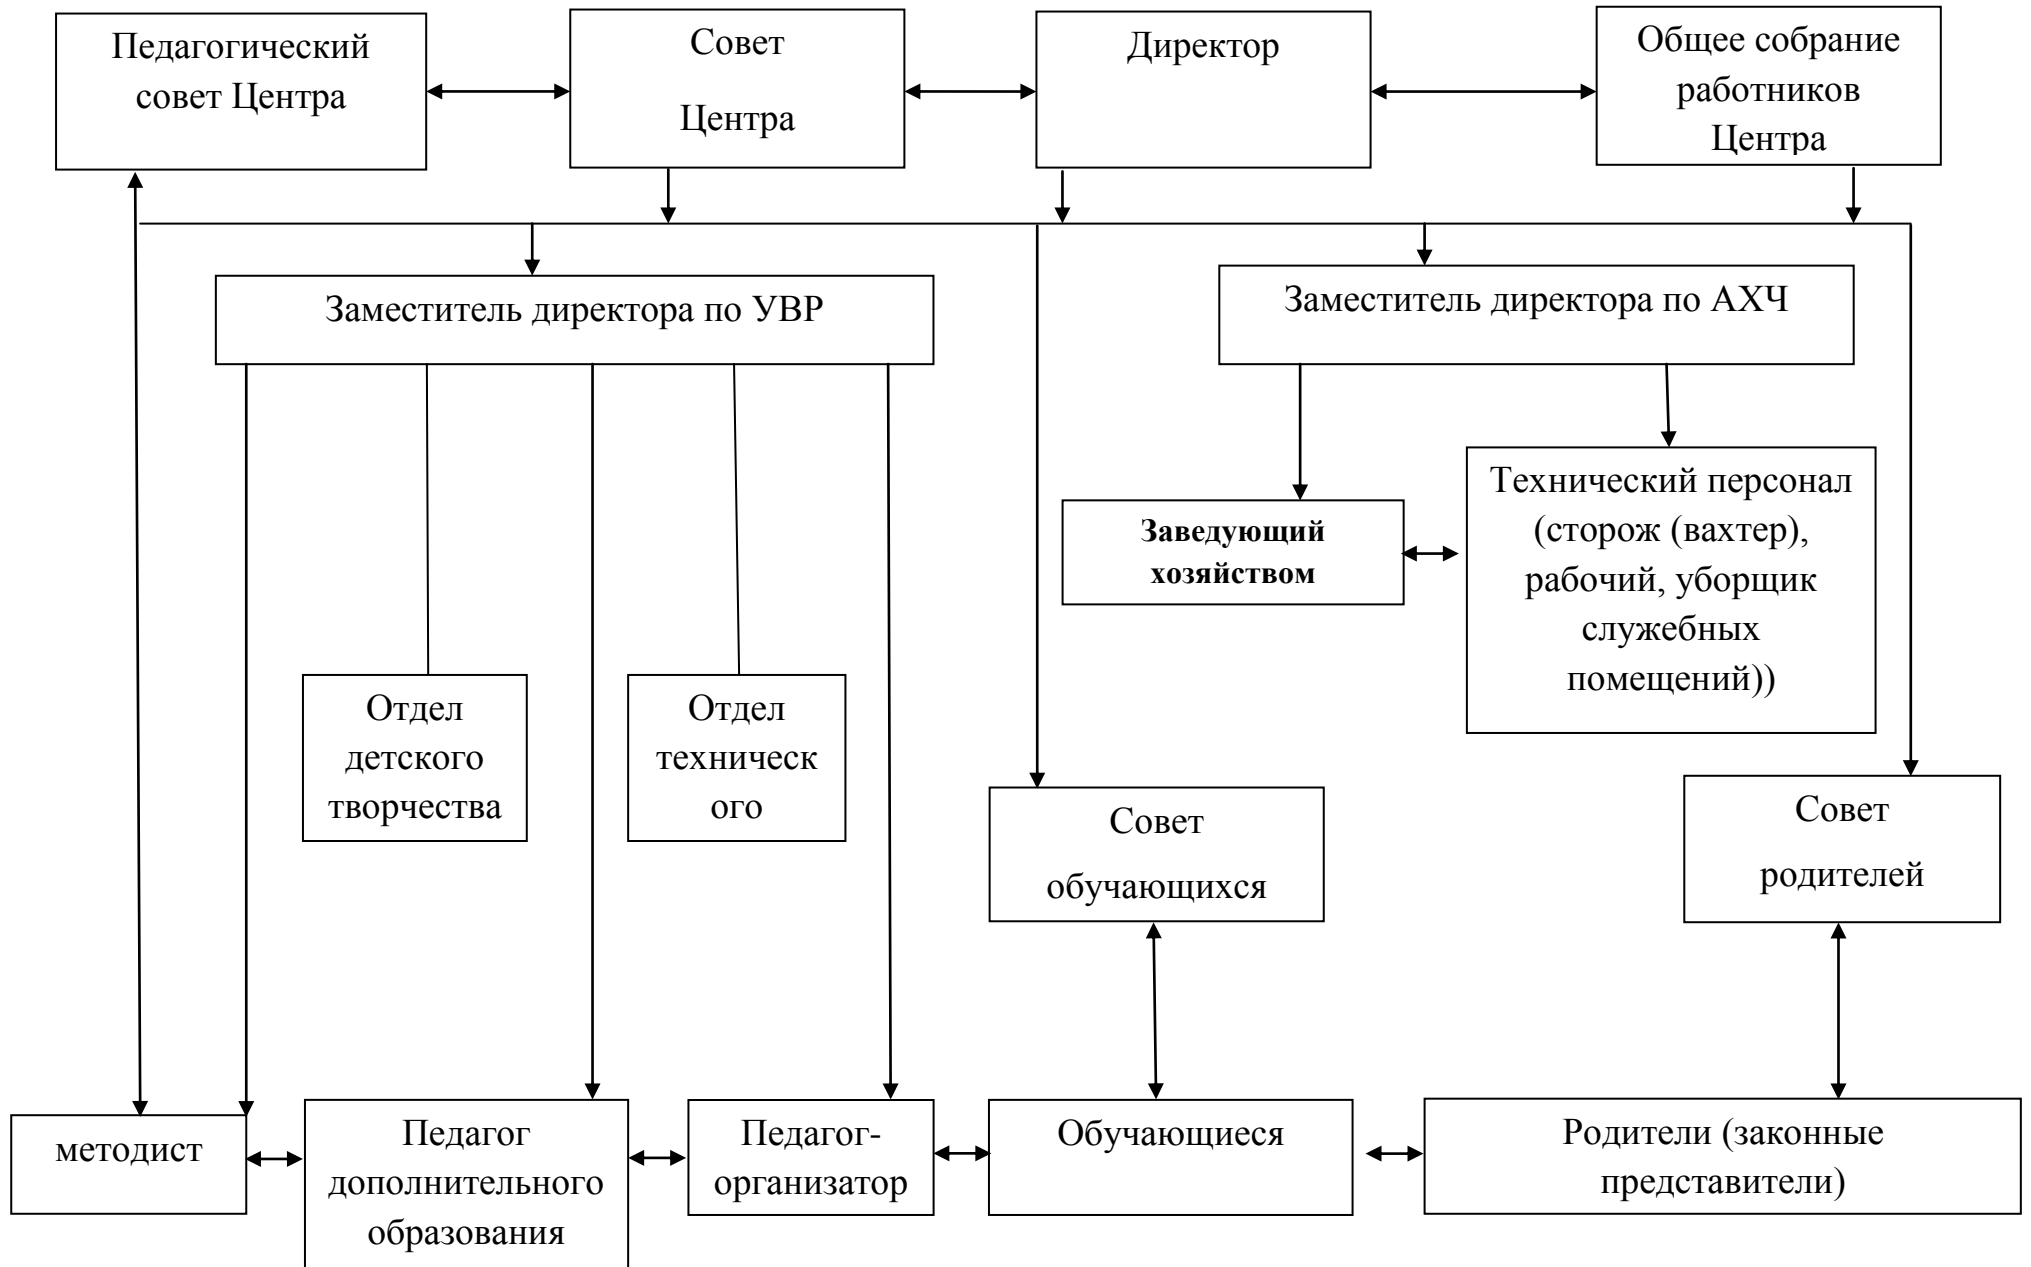 Педагогический
совет Центра
Совет
Центра
Директор
Общее собрание
работников
Центра
Заместитель директора по УВР
Заместитель директора по АХЧ
Заведующий
хозяйством
Технический персонал
(сторож (вахтер),
рабочий, уборщик
служебных
помещений))
Отдел
детского
творчества
Отдел
техническ
ого
Совет
обучающихся
Совет
родителей
методист
Педагог
дополнительного
образования
Педагог-
организатор
Обучающиеся
Родители (законные
представители)